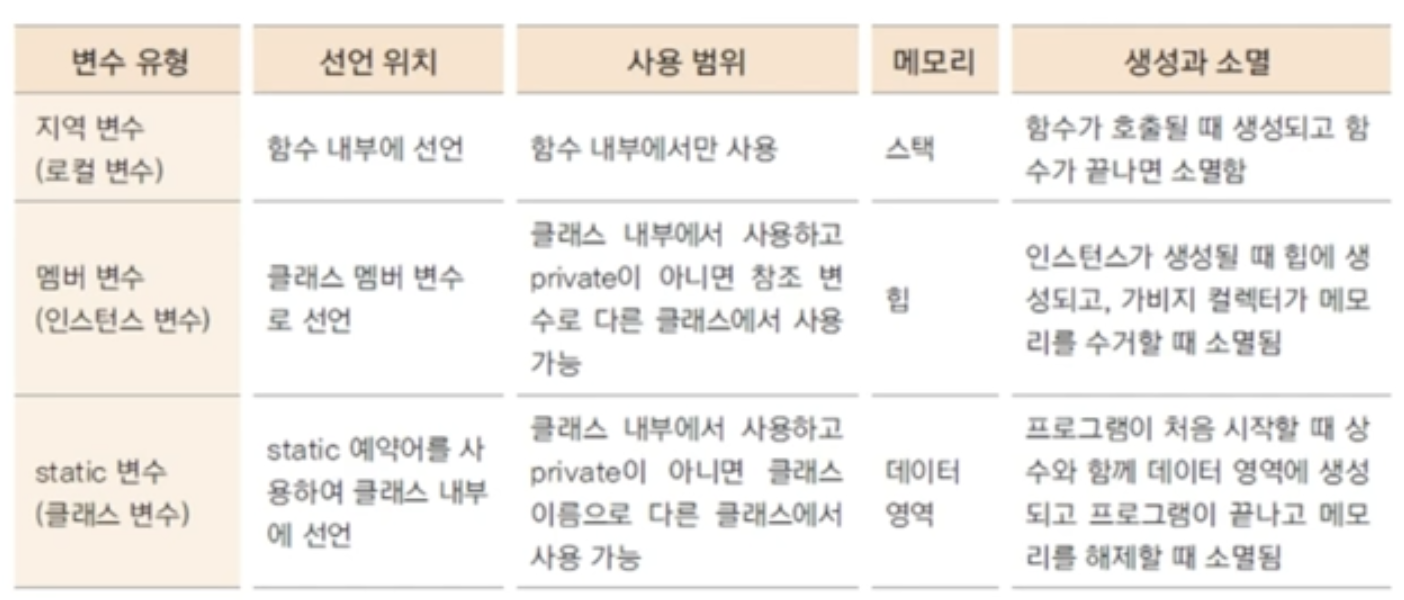 변수 유형
선언 위치
사용 범위
메모리
생성과 소멸
지역 변수
(로컬 변수)
함수 내부에 선언
함수 내부에서만 사용
스택
함수가 호출될 때 생성되고 함
수가 끝나면 소멸함
멤버 변수
(인스턴스 변수)
클래스 멤버 변수
로 선언
클래스 내부에서 사용하고
private이 아니면 참조 변
수로 다른 클래스에서 사용
가능
힙
인스턴스가 생성될 때 힙에 생
성되고, 가비지 컬렉터가 메모
리를 수거할 때 소멸됨
static 변수
(클래스 변수)
static 예약어를 사
용하여 클래스 내부
에 선언
클래스 내부에서 사용하고
private이 아니면 클래스
이름으로 다른 클래스에서
사용 가능
데이터
영역
프로그램이 처음 시작할 때 상
수와 함께 데이터 영역에 생성
되고 프로그램이 끝나고 메모
리를 해제할 때 소멸됨